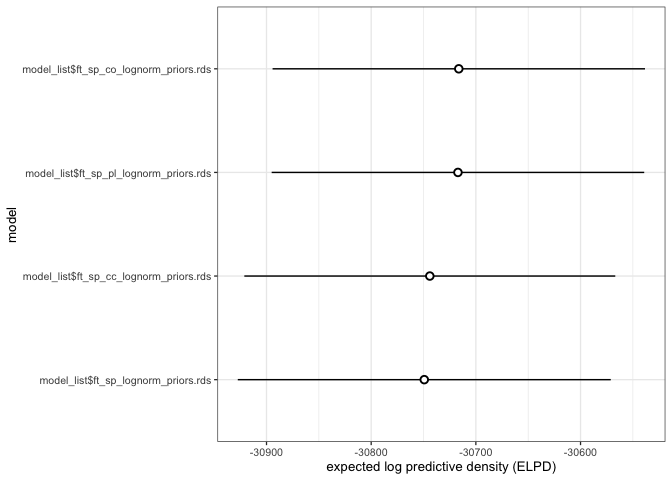 model_list$ft_sp_co_lognorm_priors.rds
model_list$ft_sp_pl_lognorm_priors.rds
model
model_list$ft_sp_cc_lognorm_priors.rds
model_list$ft_sp_lognorm_priors.rds
-30900 -30800 -30700 -30600
expected log predictive density (ELPD)